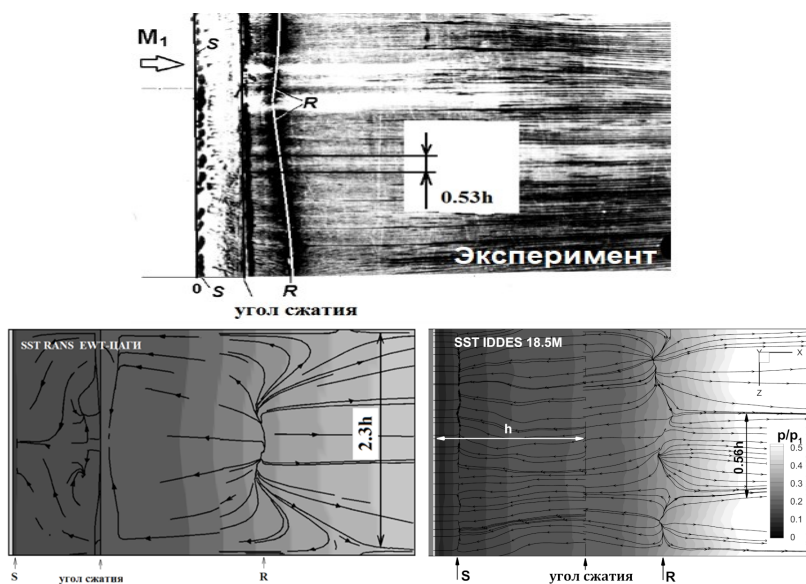 M₁
S
R
0.53h
Эксперимент
0
S
R
угол сжатия
SST RANS EWT-ЦАГИ
2.3h
S
угол сжатия
R
SST IDDES 18.5M
Y
X
Z
h
0.56h
p/p₁
0.5
0.4
0.3
0.2
0.1
0
S
угол сжатия
R